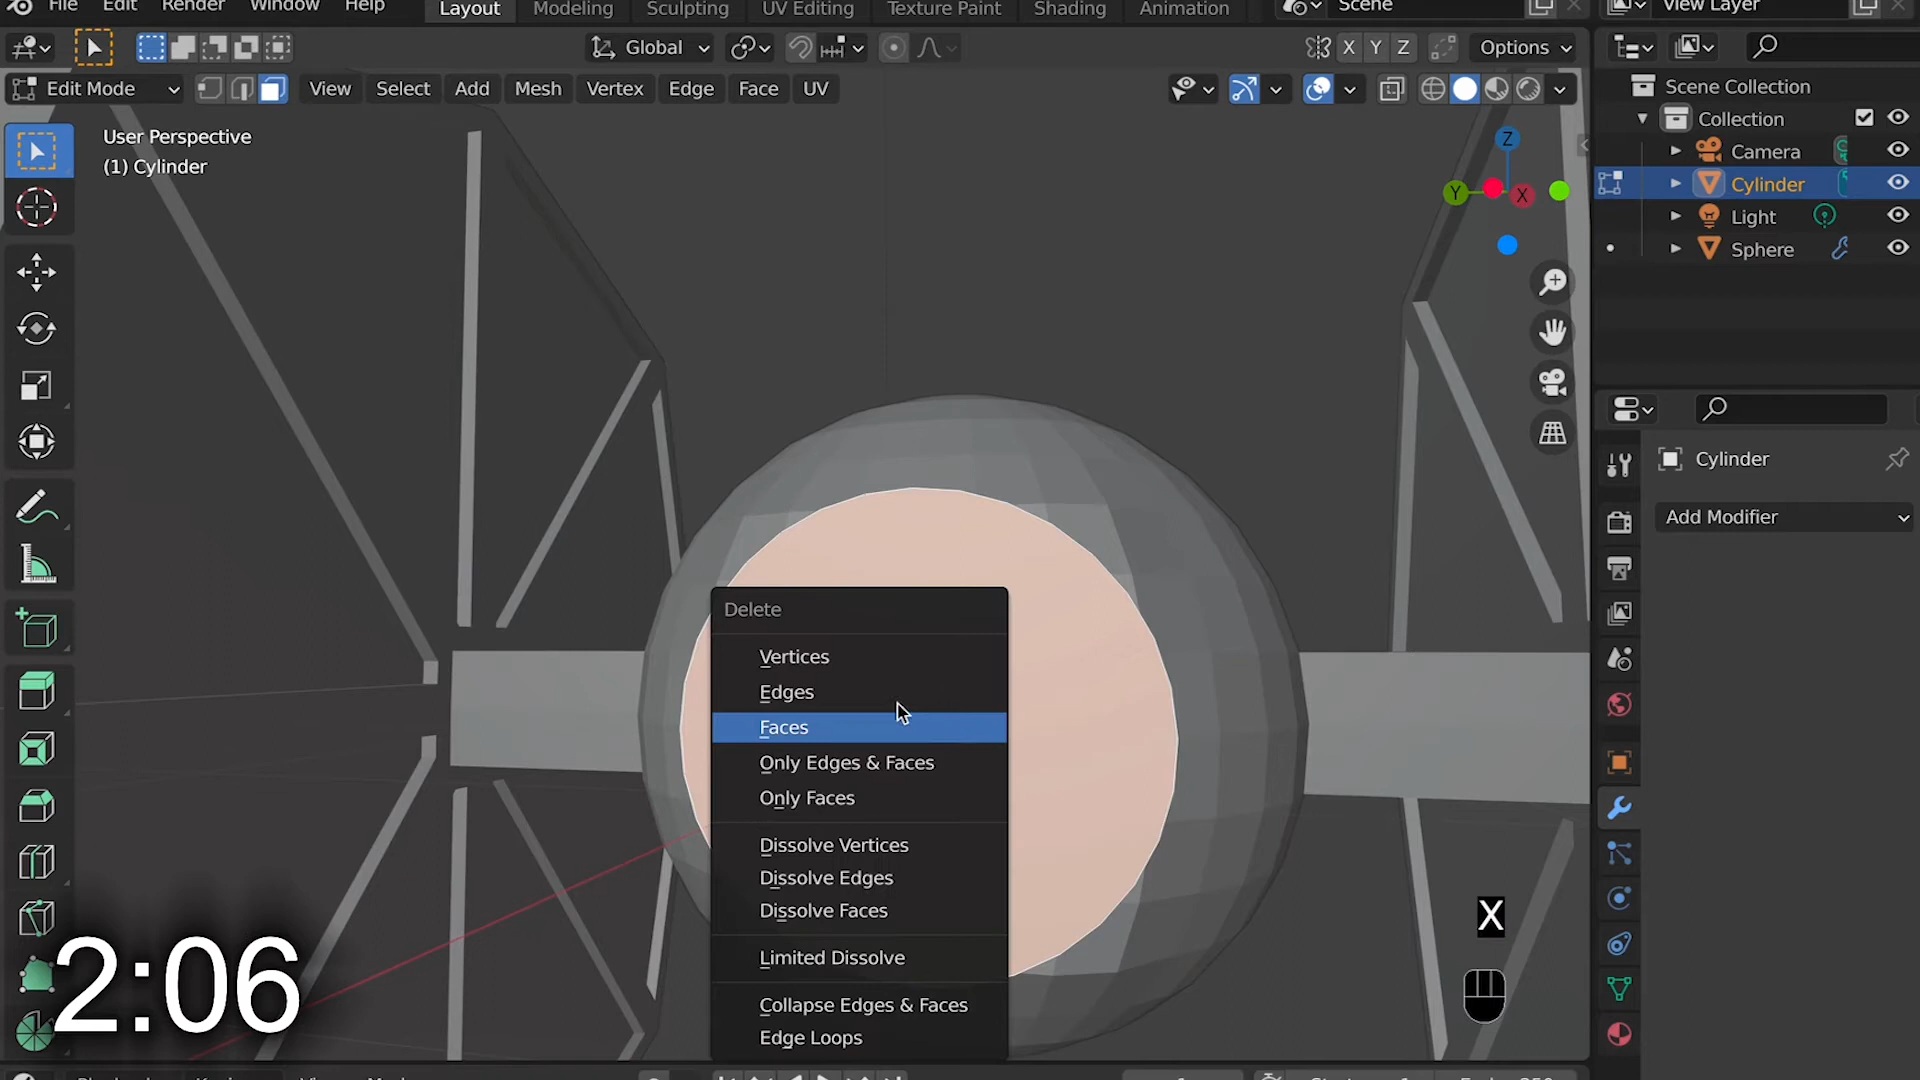 File Edit Render Window Help Layout Modeling Sculpting UV Editing Texture Paint Shading Animation Scene View Layer
Global X Y Z Options
Edit Mode View Select Add Mesh Vertex Edge Face UV
User Perspective
(1) Cylinder
Z
Y
X
Scene Collection
Collection
Camera
Cylinder
Light
Sphere
Cylinder
Add Modifier
Delete
Vertices
Edges
Faces
Only Edges & Faces
Only Faces
Dissolve Vertices
Dissolve Edges
Dissolve Faces
Limited Dissolve
Collapse Edges & Faces
Edge Loops
X
2:06